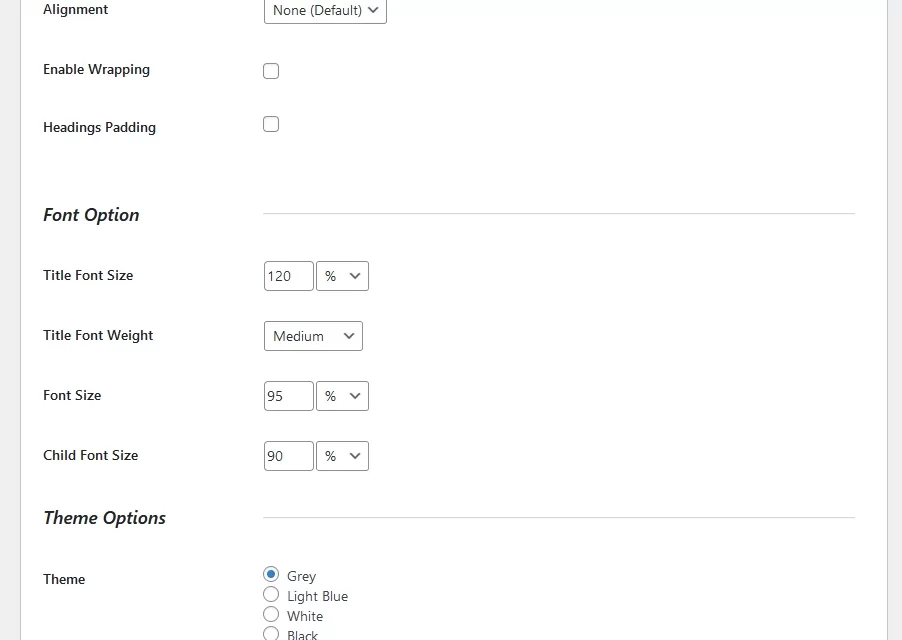 Alignment None (Default)
Enable Wrapping
Headings Padding
Font Option
Title Font Size 120 %
Title Font Weight Medium
Font Size 95 %
Child Font Size 90 %
Theme Options
Theme Grey
Light Blue
White
Black